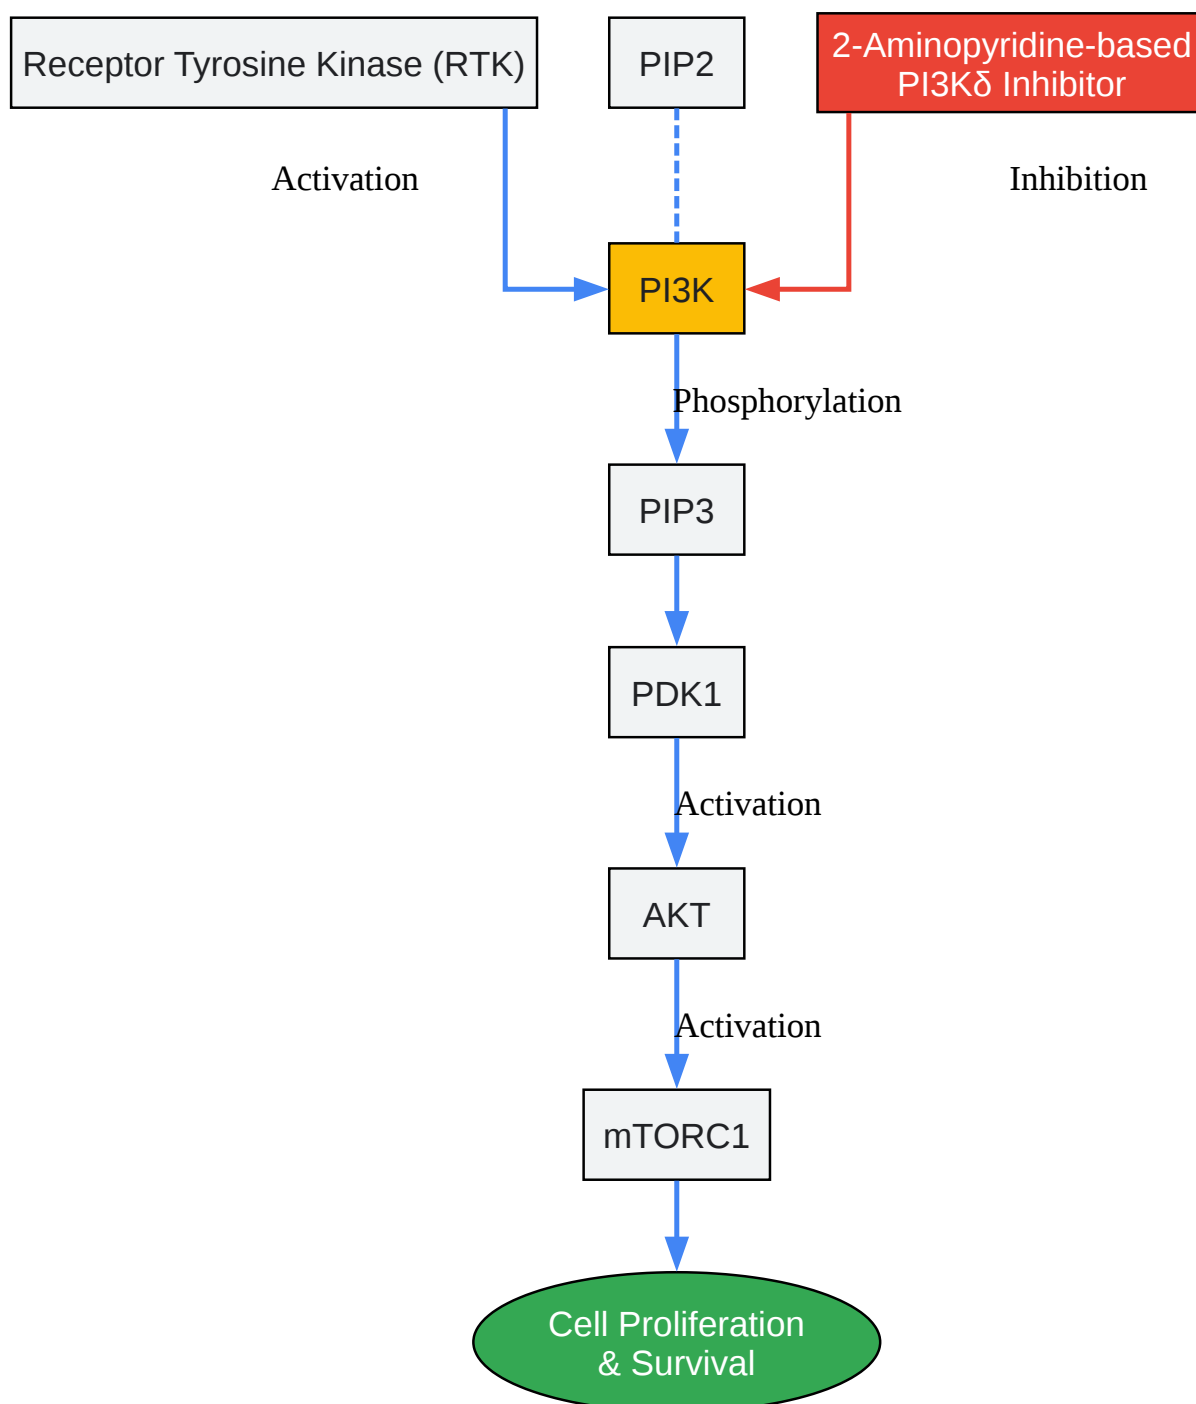 Receptor Tyrosine Kinase (RTK)
PIP2
2-Aminopyridine-based
PI3Kδ Inhibitor
Activation
Inhibition
PI3K
Phosphorylation
PIP3
PDK1
Activation
AKT
Activation
mTORC1
Cell Proliferation
& Survival